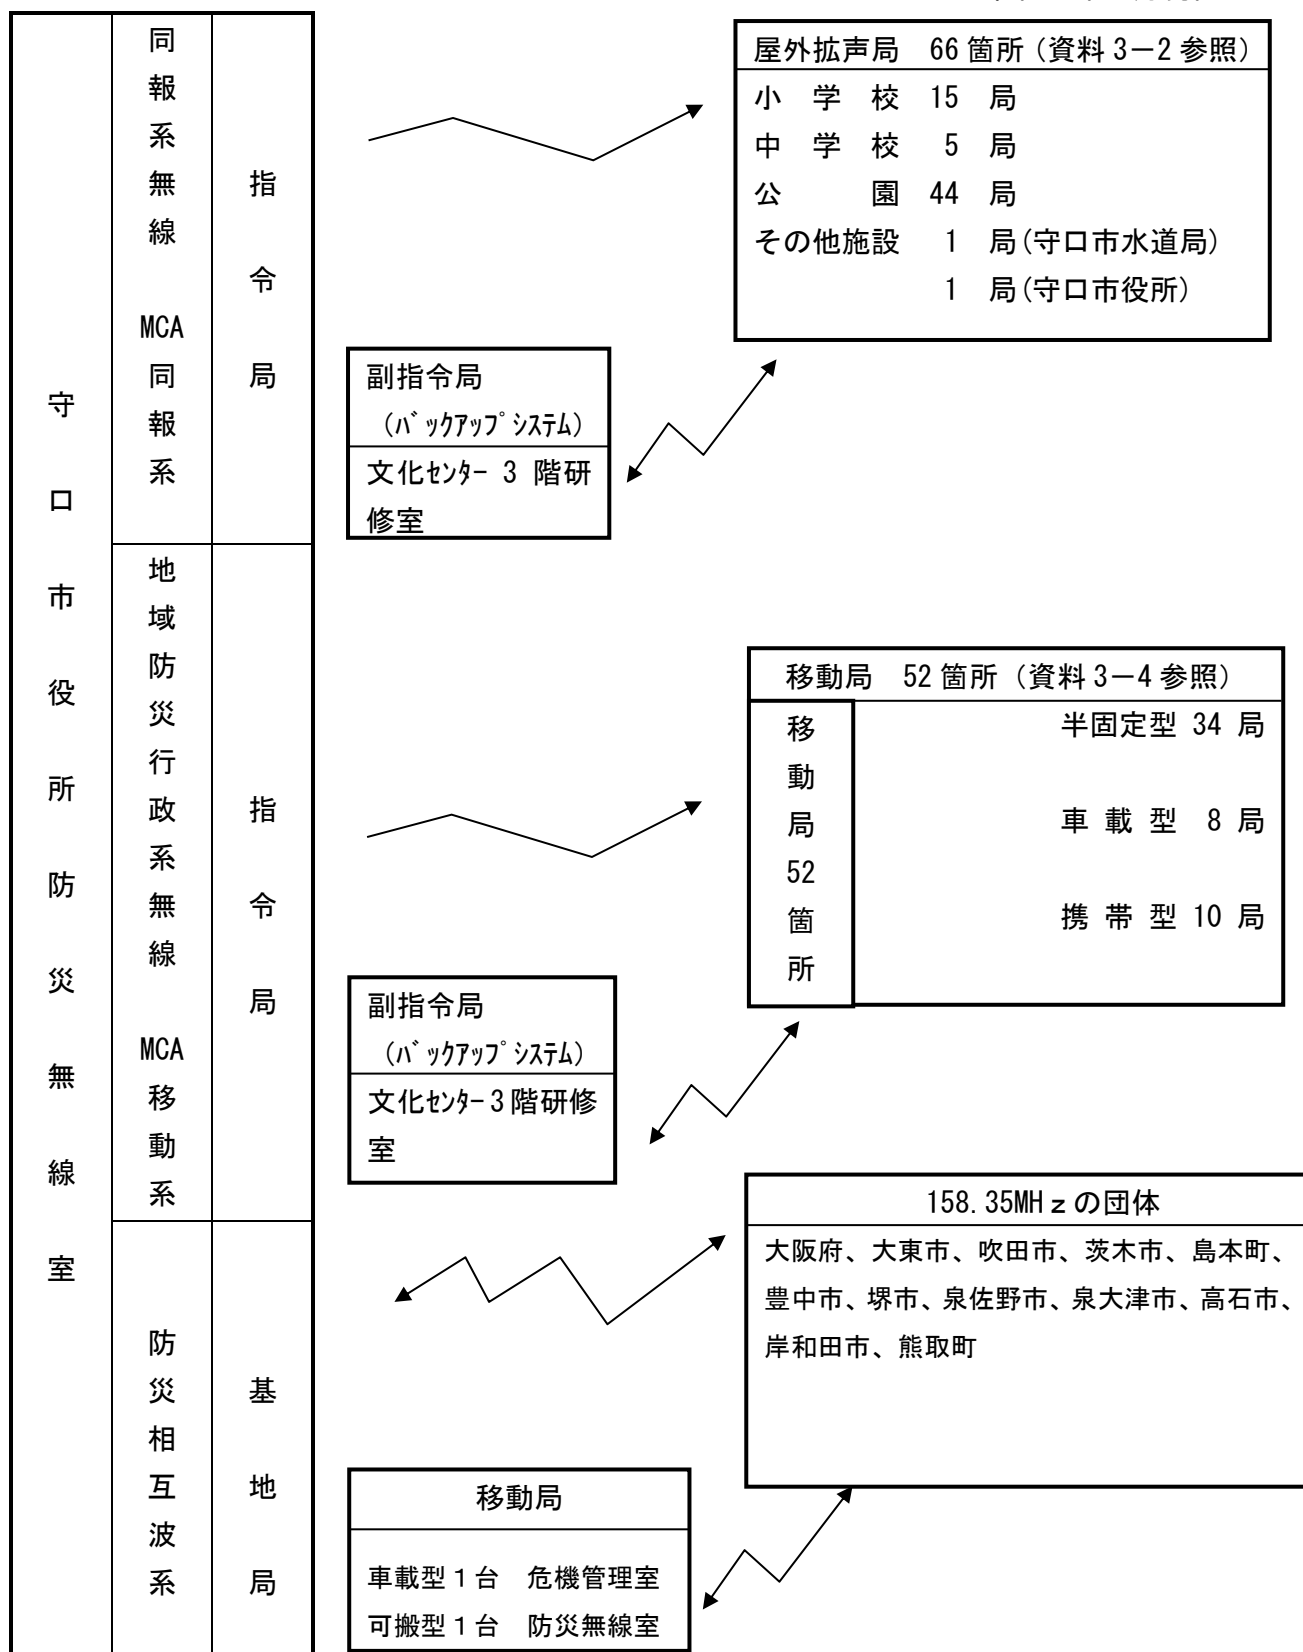 守口市役所防災無線室
同報系無線 MCA同報系
指令局
屋外拡声局 66箇所(資料3－2参照)
小学校 15 局
中学校 5 局
公園 44 局
その他施設 1 局(守口市水道局)
1 局(守口市役所)
副指令局
(ﾊﾞｯｸｱｯﾌﾟｼｽﾃﾑ)
文化ｾﾝﾀｰ 3 階研
修室
地域防災行政系無線 MCA移動系
指令局
移動局 52箇所（資料3－4参照）
移動局52箇所
半固定型 34 局
車載型 8 局
携帯型 10 局
副指令局
(ﾊﾞｯｸｱｯﾌﾟｼｽﾃﾑ)
文化ｾﾝﾀｰ3階研修
室
防災相互波系
基地局
158.35MHｚの団体
大阪府、大東市、吹田市、茨木市、島本町、
豊中市、堺市、泉佐野市、泉大津市、高石市、
岸和田市、熊取町
移動局
車載型１台 危機管理室
可搬型１台 防災無線室